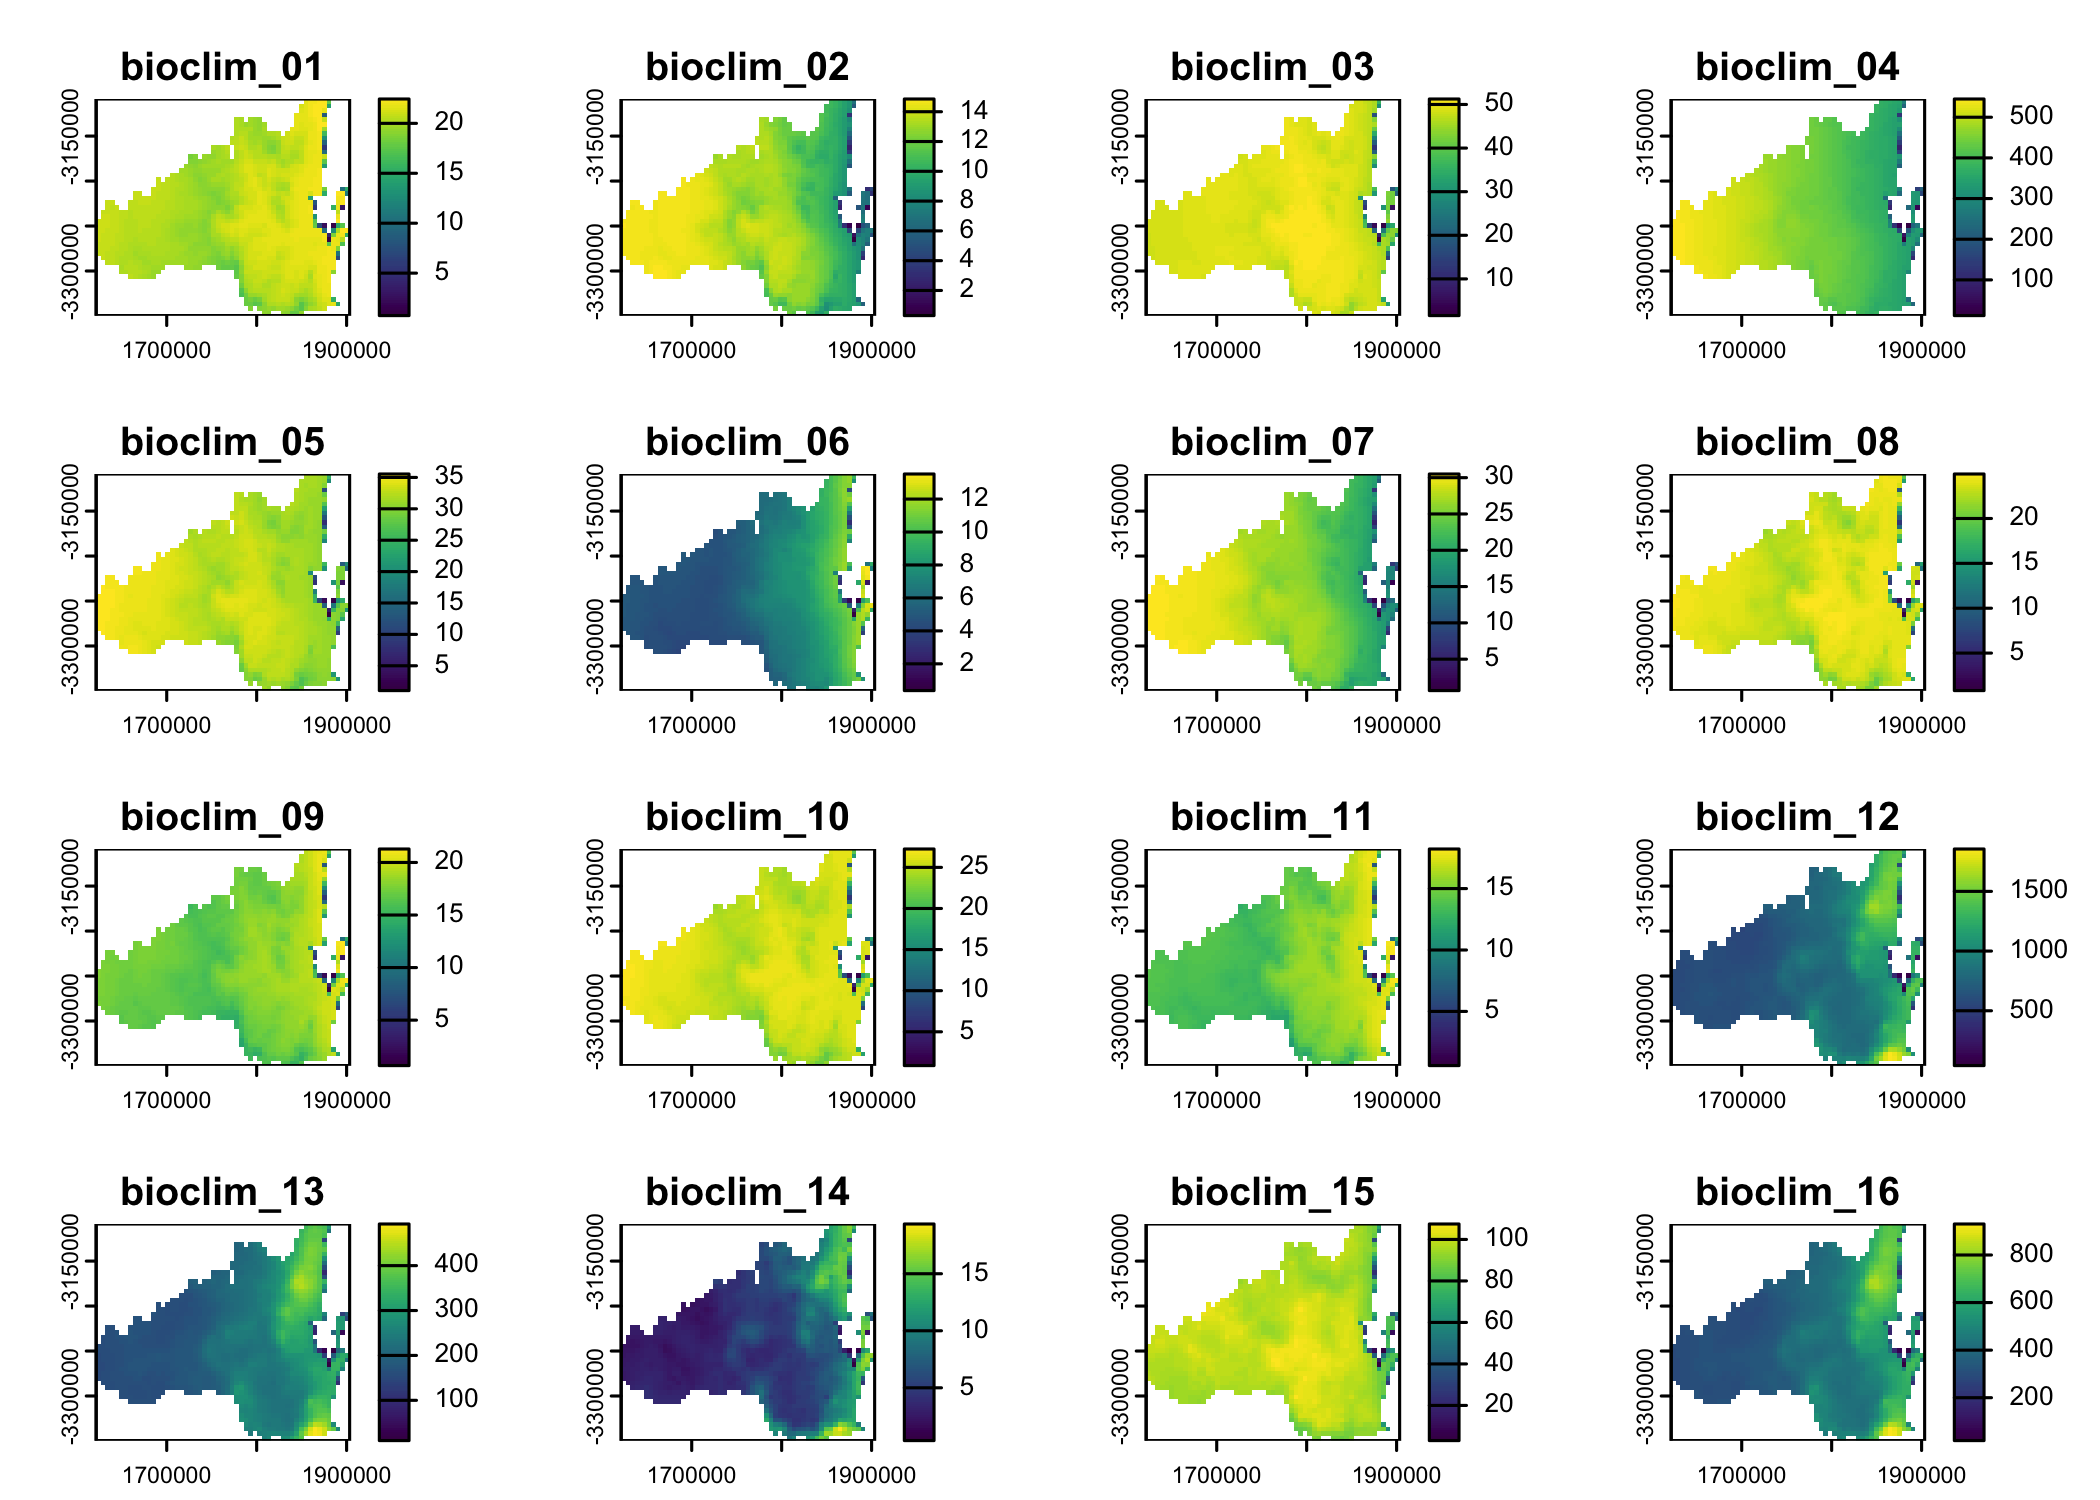 bioclim_01 bioclim_02 bioclim_03 bioclim_04
-3150000 -3300000 20 15 10 5 -3150000 -3300000 14 12 10 8 6 4 2 -3150000 -3300000 50 40 30 20 10 -3150000 -3300000 500 400 300 200 100
1700000 1900000 1700000 1900000 1700000 1900000 1700000 1900000
bioclim_05 bioclim_06 bioclim_07 bioclim_08
-3150000 -3300000 35 30 25 20 15 10 5 -3150000 -3300000 12 10 8 6 4 2 -3150000 -3300000 30 25 20 15 10 5 -3150000 -3300000 20 15 10 5
1700000 1900000 1700000 1900000 1700000 1900000 1700000 1900000
bioclim_09 bioclim_10 bioclim_11 bioclim_12
-3150000 -3300000 20 15 10 5 -3150000 -3300000 25 20 15 10 5 -3150000 -3300000 15 10 5 -3150000 -3300000 1500 1000 500
1700000 1900000 1700000 1900000 1700000 1900000 1700000 1900000
bioclim_13 bioclim_14 bioclim_15 bioclim_16
-3150000 -3300000 400 300 200 100 -3150000 -3300000 15 10 5 -3150000 -3300000 100 80 60 40 20 -3150000 -3300000 800 600 400 200
1700000 1900000 1700000 1900000 1700000 1900000 1700000 1900000